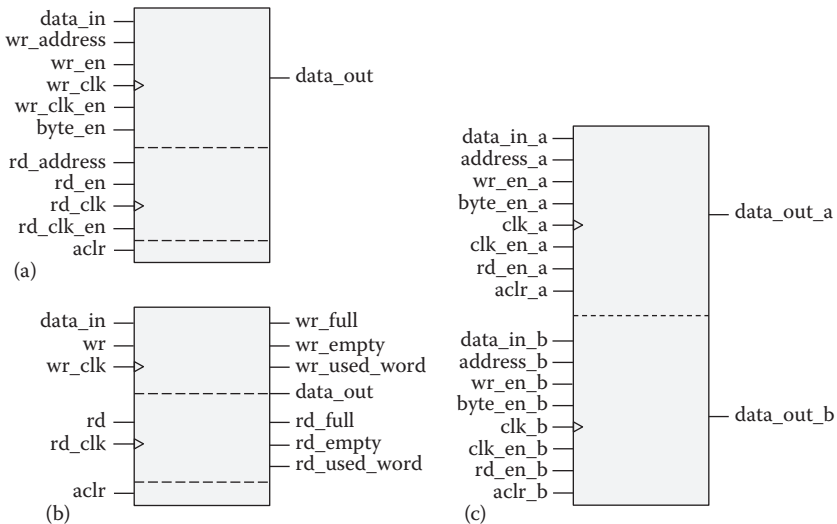 data_in
wr_address
wr_en
wr_clk
wr_clk_en
byte_en
rd_address
rd_en
rd_clk
rd_clk_en
aclr
data_out
(a)
data_in
wr
wr_clk
rd
rd_clk
aclr
wr_full
wr_empty
wr_used_word
data_out
rd_full
rd_empty
rd_used_word
(b)
data_in_a
address_a
wr_en_a
byte_en_a
clk_a
clk_en_a
rd_en_a
aclr_a
data_out_a
data_in_b
address_b
wr_en_b
byte_en_b
clk_b
clk_en_b
rd_en_b
aclr_b
data_out_b
(c)